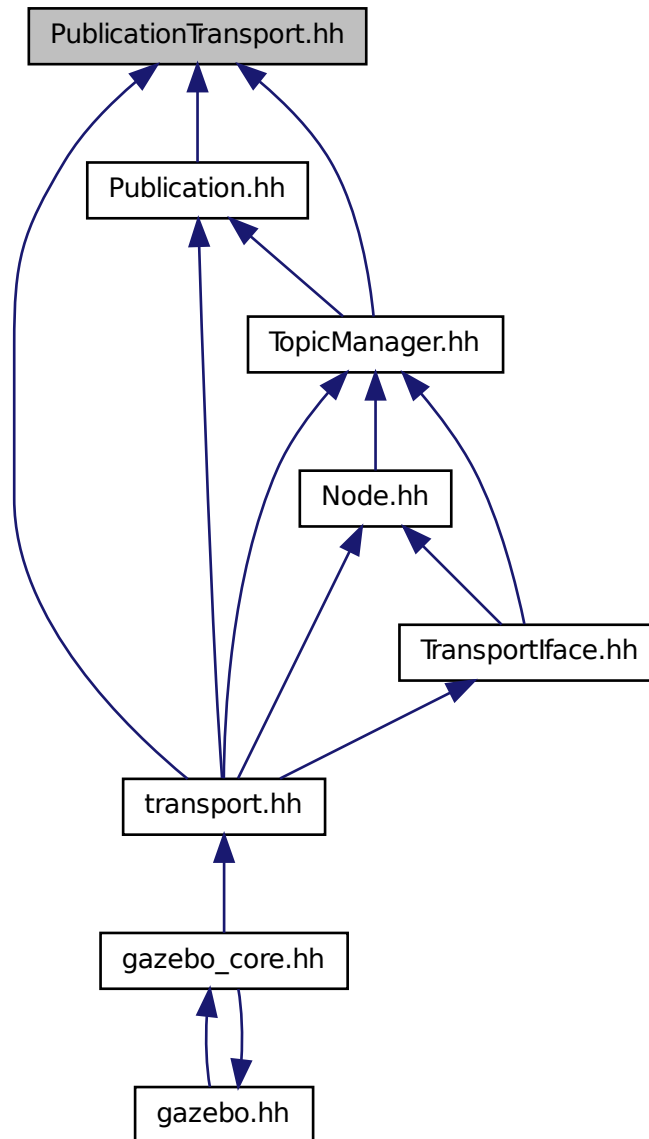 PublicationTransport.hh
Publication.hh
TopicManager.hh
Node.hh
TransportIface.hh
transport.hh
gazebo_core.hh
gazebo.hh